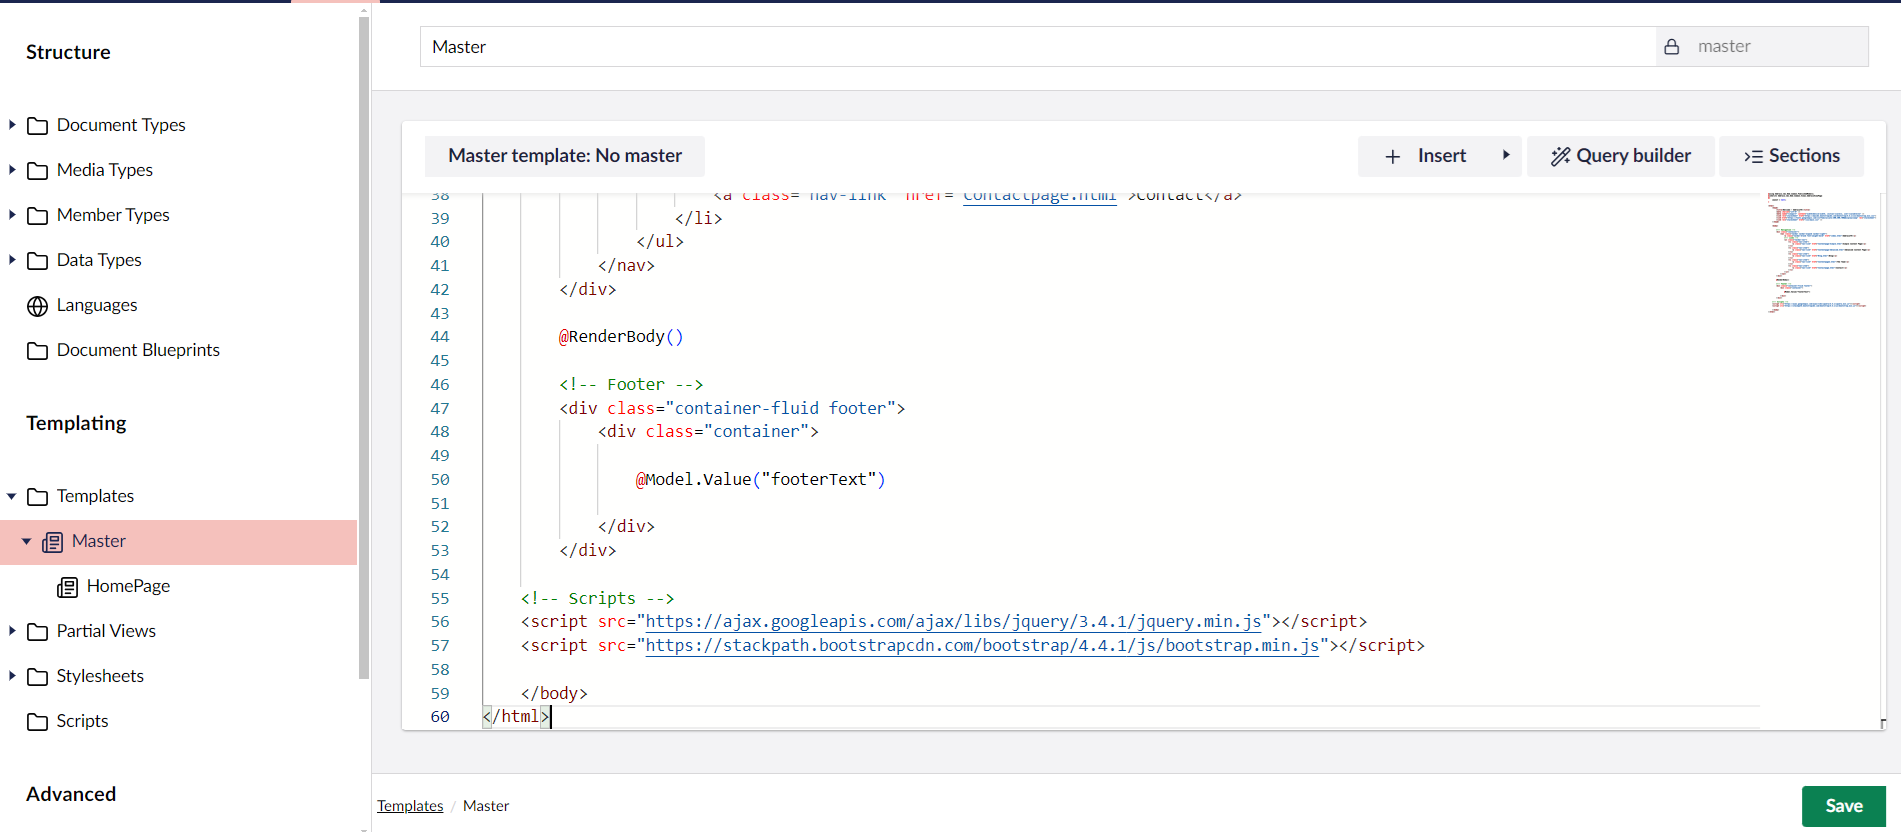 Structure
Document Types
Media Types
Member Types
Data Types
Languages
Document Blueprints
Templating
Templates
Master
HomePage
Partial Views
Stylesheets
Scripts
Advanced
Master
master
Master template: No master
Insert
Query builder
Sections
38 <a class="nav-link" href="Contactpage.html">Contact</a>
39 </li>
40 </ul>
41 </nav>
42 </div>
43
44 @RenderBody()
45
46 <!-- Footer -->
47 <div class="container-fluid footer">
48 <div class="container">
49
50 @Model.Value("footerText")
51
52 </div>
53 </div>
54
55 <!-- Scripts -->
56 <script src="https://ajax.googleapis.com/ajax/libs/jquery/3.4.1/jquery.min.js"></script>
57 <script src="https://stackpath.bootstrapcdn.com/bootstrap/4.4.1/js/bootstrap.min.js"></script>
58
59 </body>
60 </html>
Templates / Master
Save